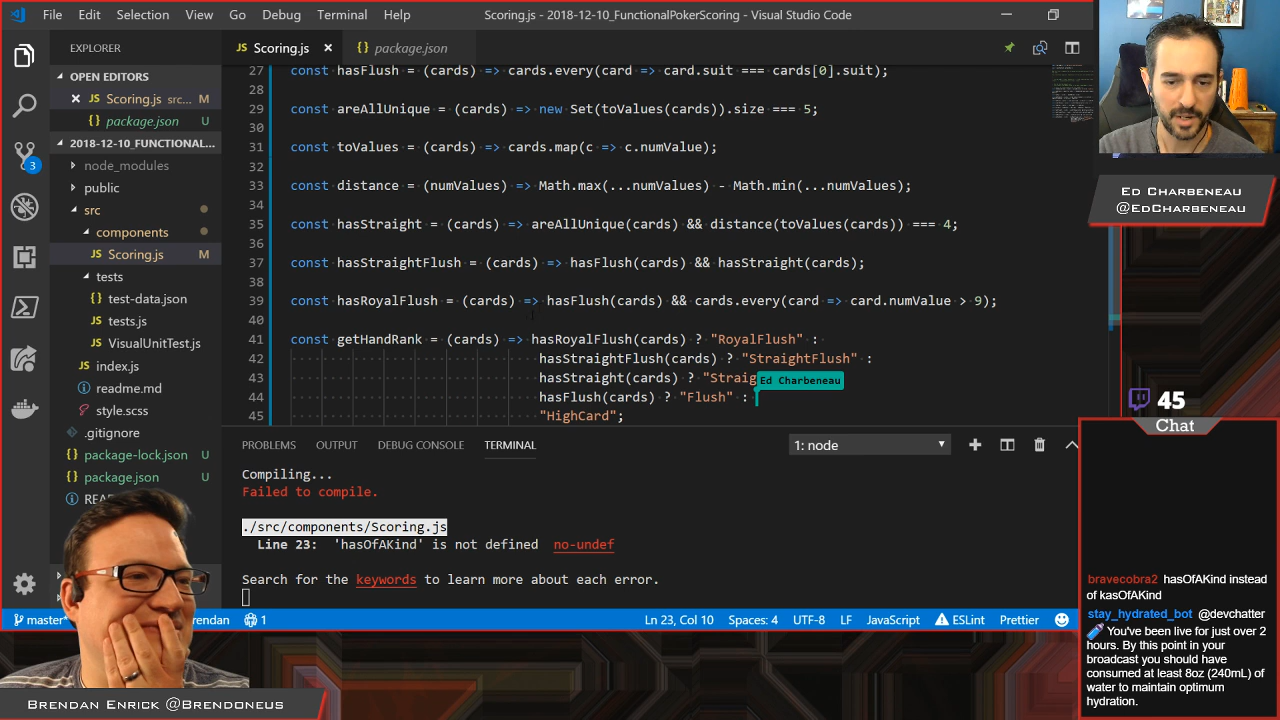 File Edit Selection View Go Debug Terminal Help
Scoring.js - 2018-12-10_FunctionalPokerScoring - Visual Studio Code
EXPLORER
OPEN EDITORS
JS Scoring.js src... M
{} package.json U
2018-12-10_FUNCTIONAL...
node_modules
public
src
components
JS Scoring.js M
tests
{} test-data.json
JS tests.js
JS VisualUnitTest.js
JS index.js
readme.md
style.scss
.gitignore
{} package-lock.json U
{} package.json U
3
JS Scoring.js
{} package.json
27 const hasFlush = (cards) => cards.every(card => card.suit === cards[0].suit);
28
29 const areAllUnique = (cards) => new Set(toValues(cards)).size === 5;
30
31 const toValues = (cards) => cards.map(c => c.numValue);
32
33 const distance = (numValues) => Math.max(...numValues) - Math.min(...numValues);
34
35 const hasStraight = (cards) => areAllUnique(cards) && distance(toValues(cards)) === 4;
36
37 const hasStraightFlush = (cards) => hasFlush(cards) && hasStraight(cards);
38
39 const hasRoyalFlush = (cards) => hasFlush(cards) && cards.every(card => card.numValue > 9);
40
41 const getHandRank = (cards) => hasRoyalFlush(cards) ? "RoyalFlush" :
42 hasStraightFlush(cards) ? "StraightFlush" :
43 hasStraight(cards) ? "Straig
Ed Charbeneau
44 hasFlush(cards) ? "Flush" :
45 "HighCard";
PROBLEMS OUTPUT DEBUG CONSOLE TERMINAL
1: node
Compiling...
Failed to compile.
./src/components/Scoring.js
Line 23: 'hasOfAKind' is not defined no-undef
Search for the keywords to learn more about each error.
master* rendan 1
Ln 23, Col 10 Spaces: 4 UTF-8 LF JavaScript ESLint Prettier
Ed Charbeneau
@EdCharbeneau
45
Chat
bravecobra2 hasOfAKind instead
of kasOfAKind
stay_hydrated_bot @devchatter
You've been live for just over 2
hours. By this point in your
broadcast you should have
consumed at least 8oz (240mL) of
water to maintain optimum
hydration.
Brendan Enrick @Brendoneus